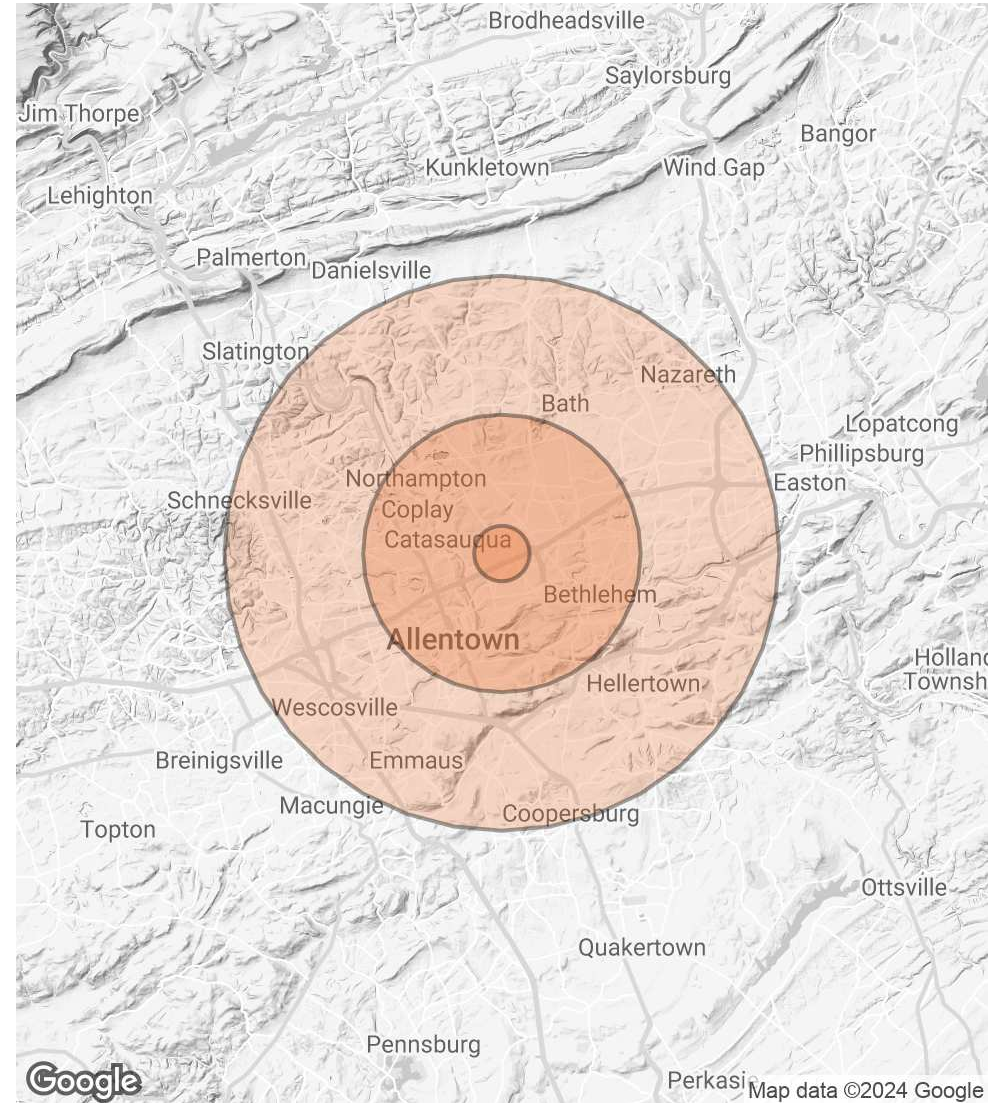 Brodheadsville
Saylorsburg
Jim Thorpe
Bangor
Kunkletown
Wind Gap
Lehighton
Palmerton
Danielsville
Slatington
Nazareth
Bath
Lopatcong
Phillipsburg
Northampton
Easton
Schnecksville
Coplay
Catasauqua
Bethlehem
Allentown
Holland
Townsh
Hellertown
Wescosville
Breinigsville
Emmaus
Macungie
Coopersburg
Topton
Ottsville
Quakertown
Pennsburg
Perkasie
Google
Map data ©2024 Google